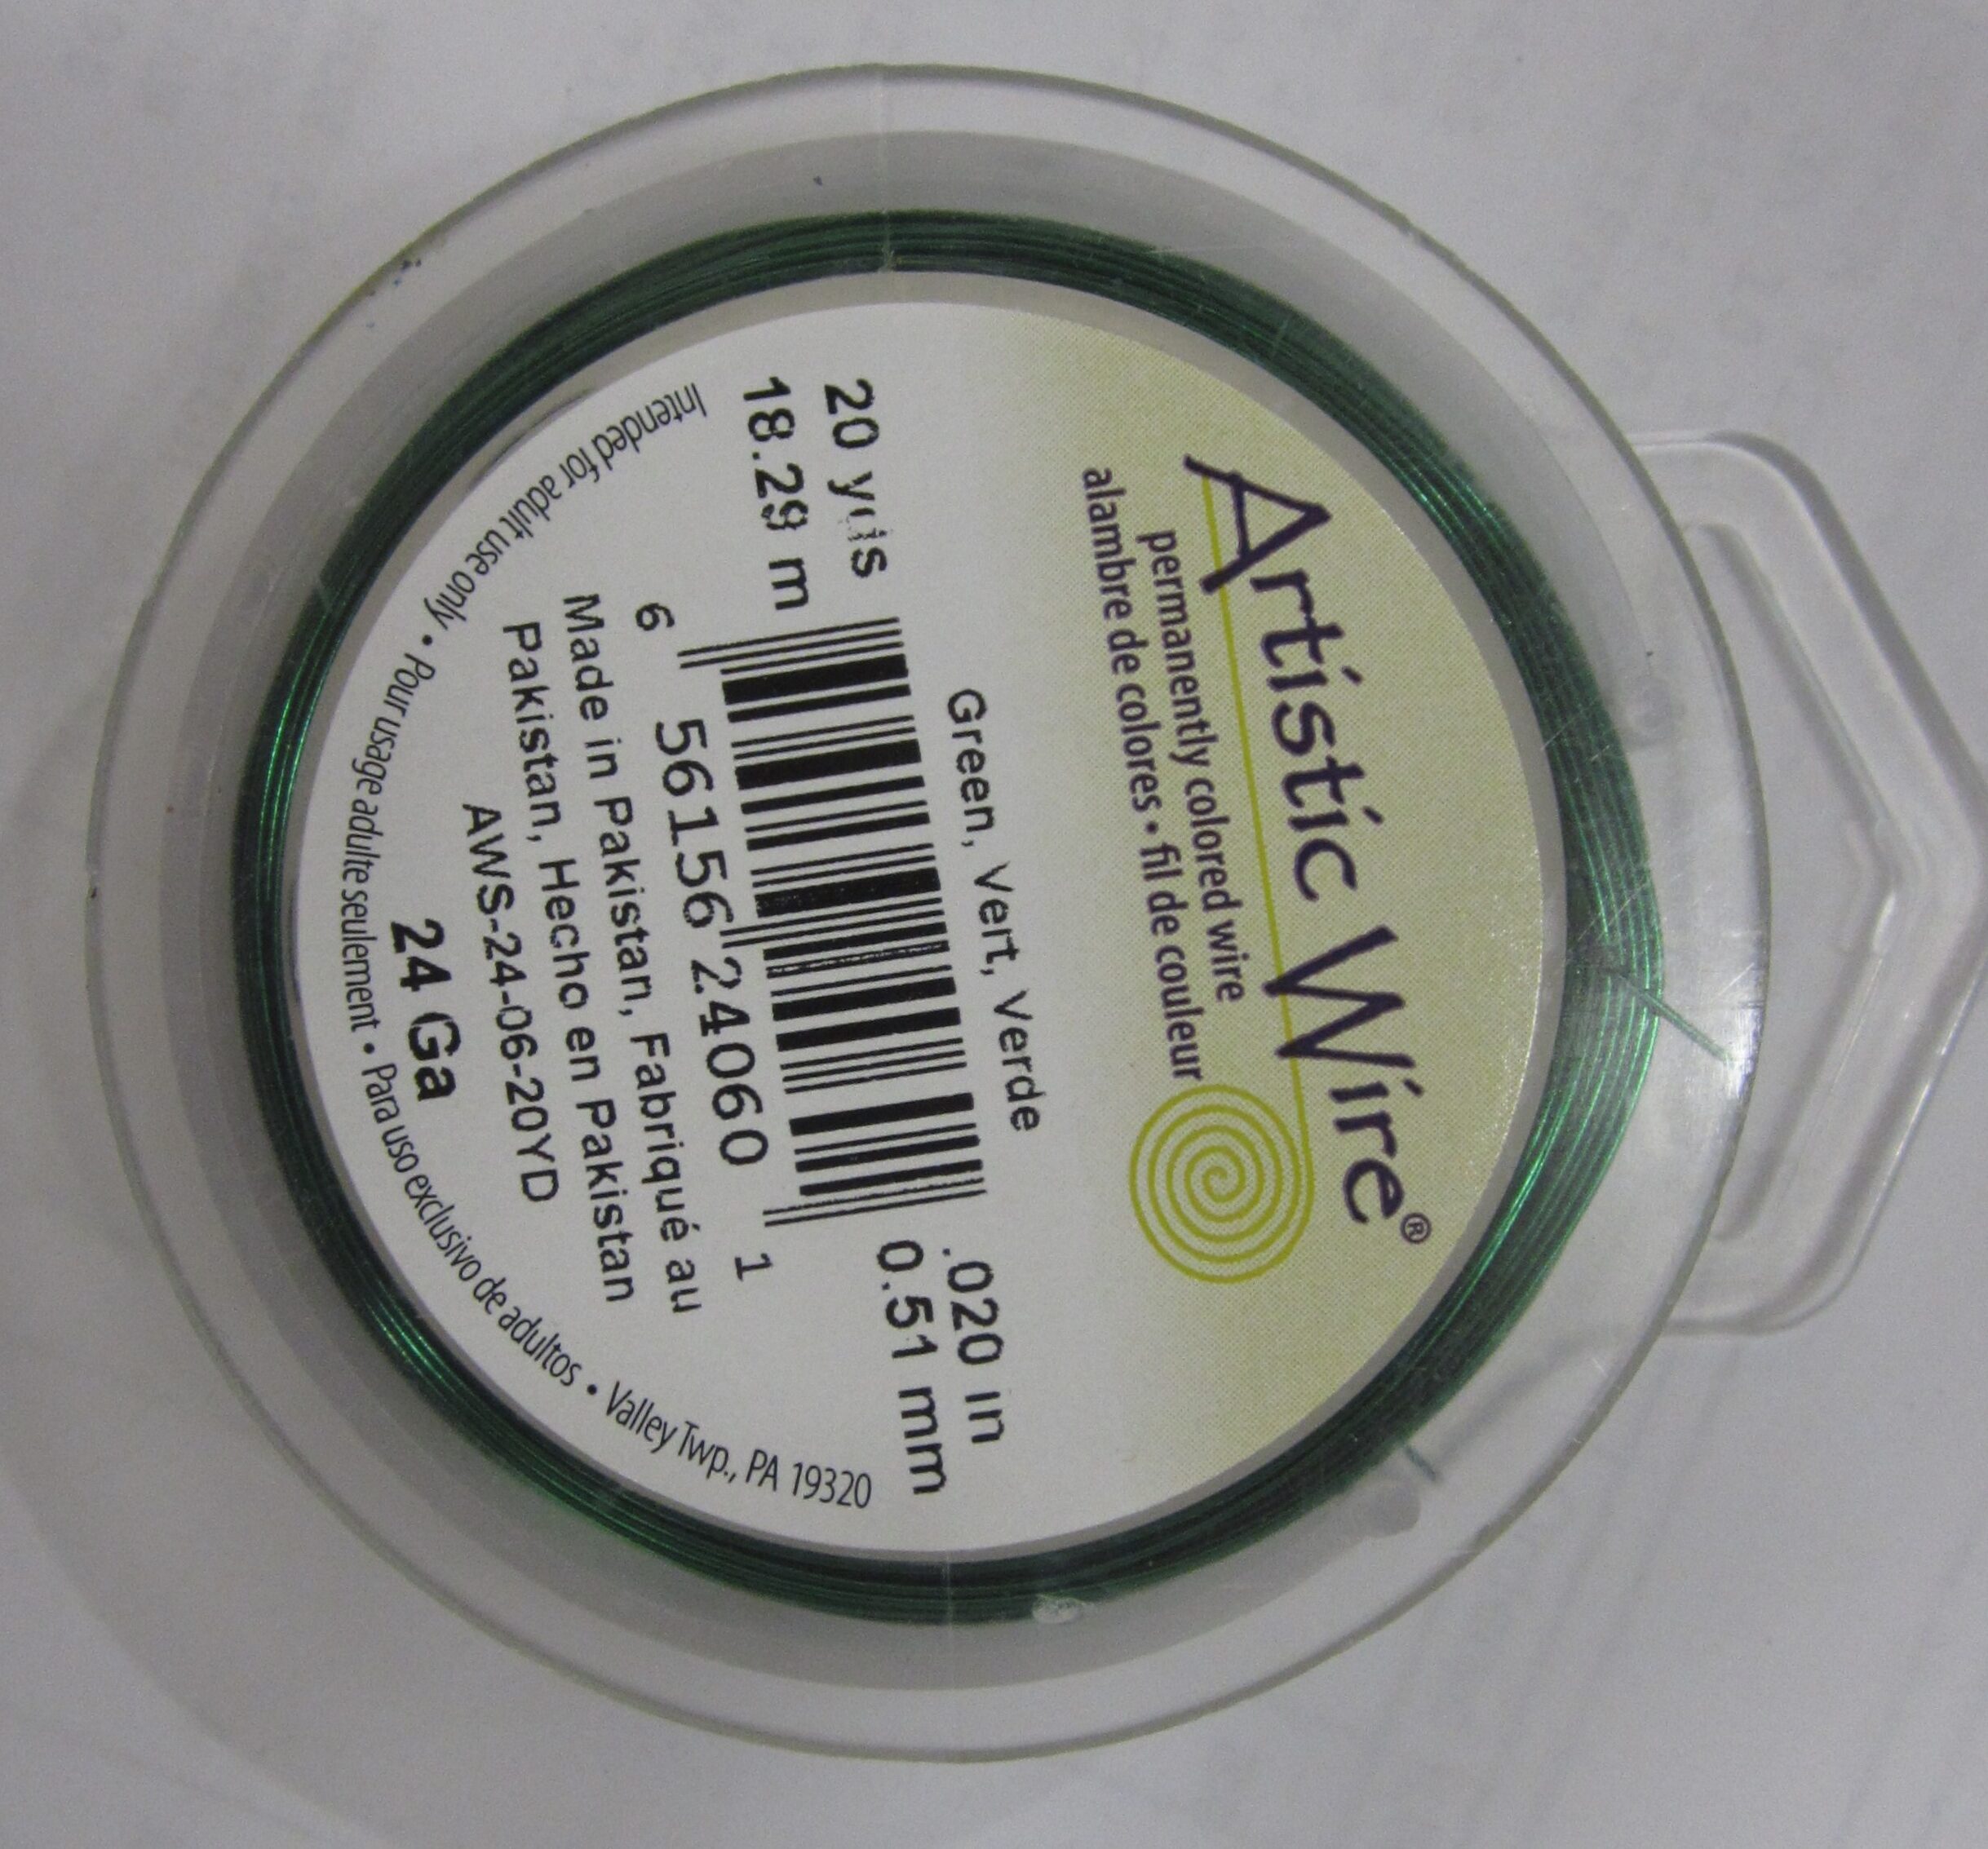 Artistic Wire®
permanently colored wire
alambre de colores • fil de couleur
Green, Vert, Verde
20 yds
18.29 m
.020 in
0.51 mm
6 56156 24060 1
Made in Pakistan, Fabriqué au
Pakistan, Hecho en Pakistan
AWS-24-06-20YD
24 Ga
Intended for adult use only • Pour usage adulte seulement • Para uso exclusivo de adultos • Valley Twp., PA 19320